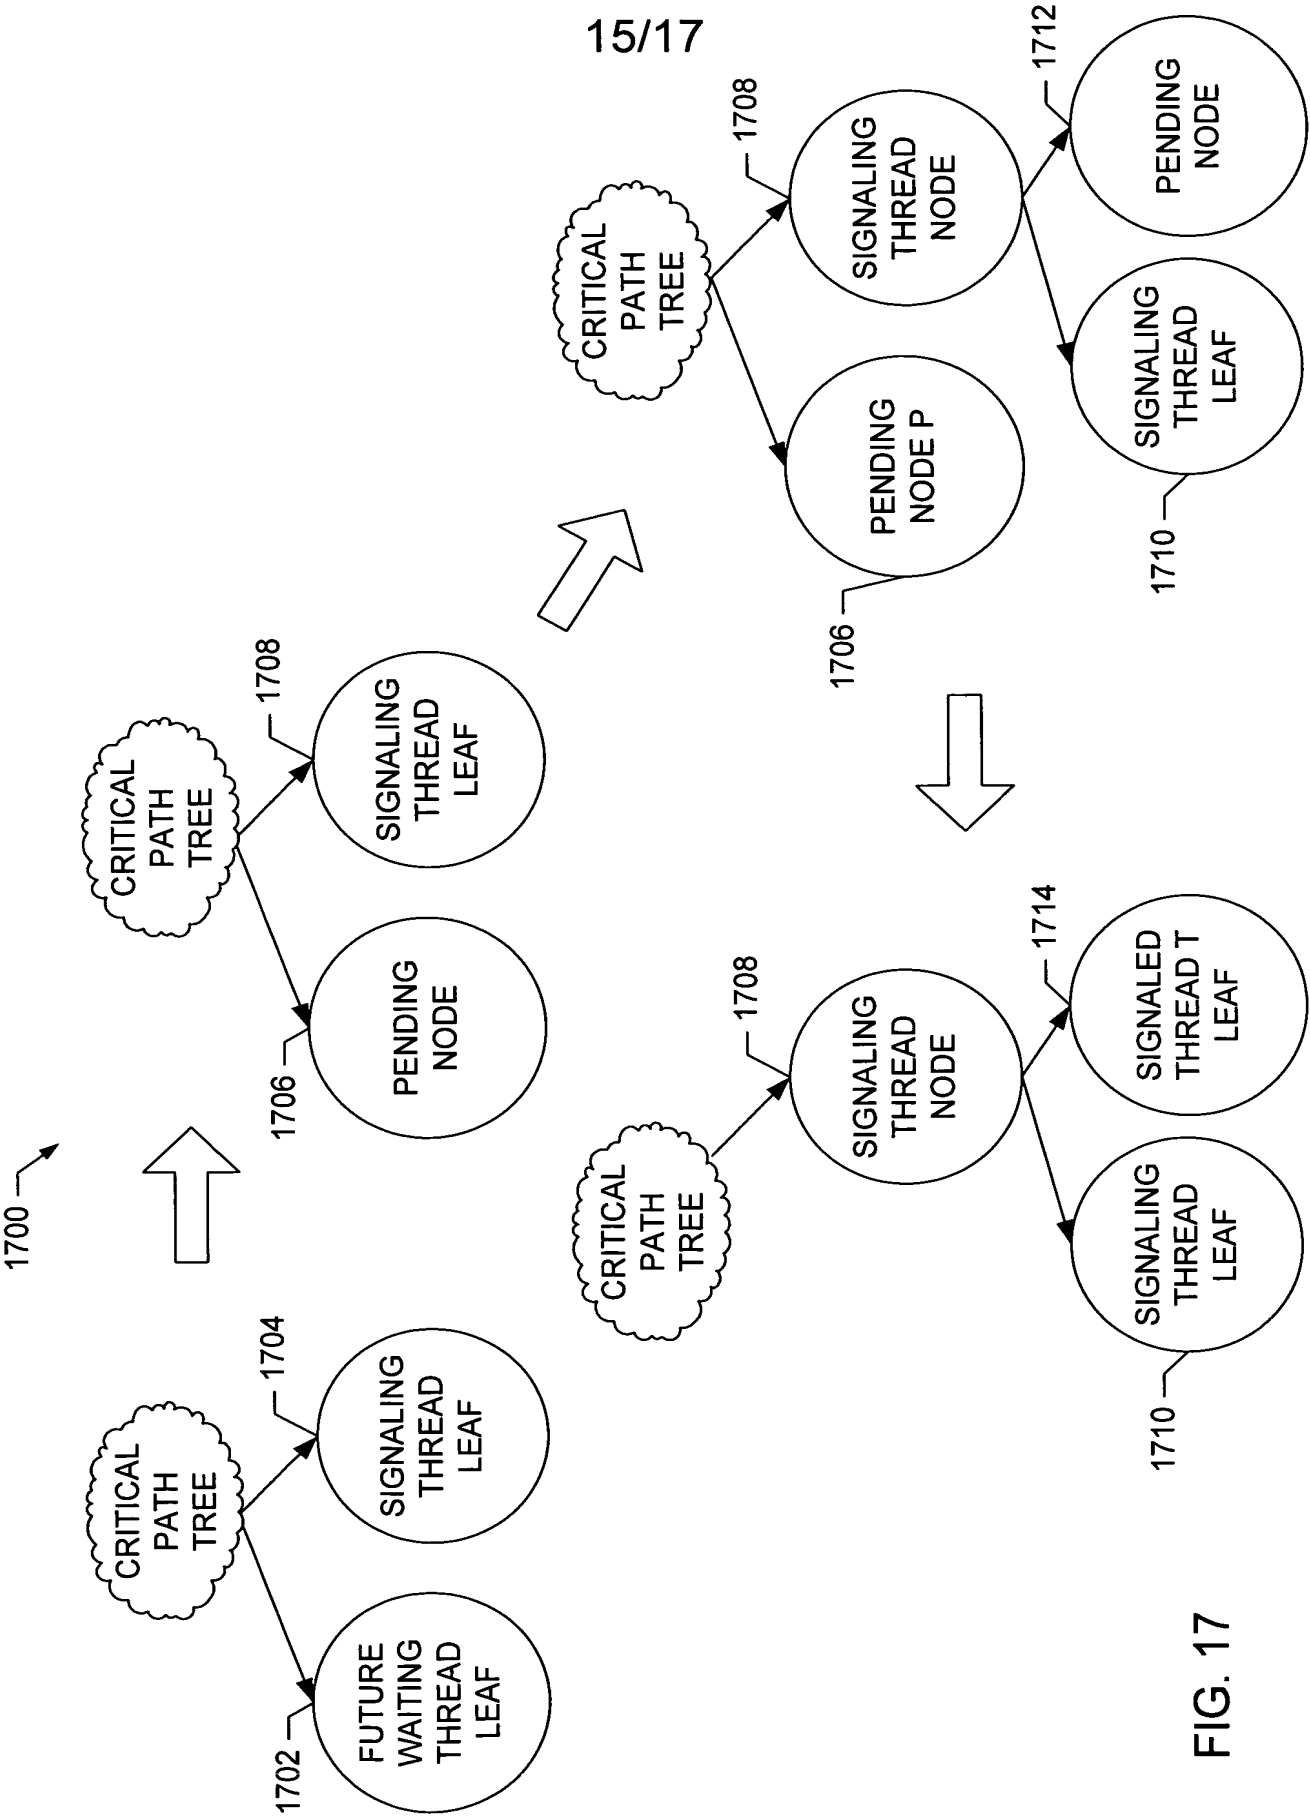 15/17
1700
CRITICAL
PATH
TREE
1702
FUTURE
WAITING
THREAD
LEAF
1704
SIGNALING
THREAD
LEAF
CRITICAL
PATH
TREE
1706
PENDING
NODE
1708
SIGNALING
THREAD
LEAF
CRITICAL
PATH
TREE
1706
PENDING
NODE P
1708
SIGNALING
THREAD
NODE
1710
SIGNALING
THREAD
LEAF
1712
PENDING
NODE
CRITICAL
PATH
TREE
1708
SIGNALING
THREAD
NODE
1710
SIGNALING
THREAD
LEAF
1714
SIGNALED
THREAD T
LEAF
FIG. 17